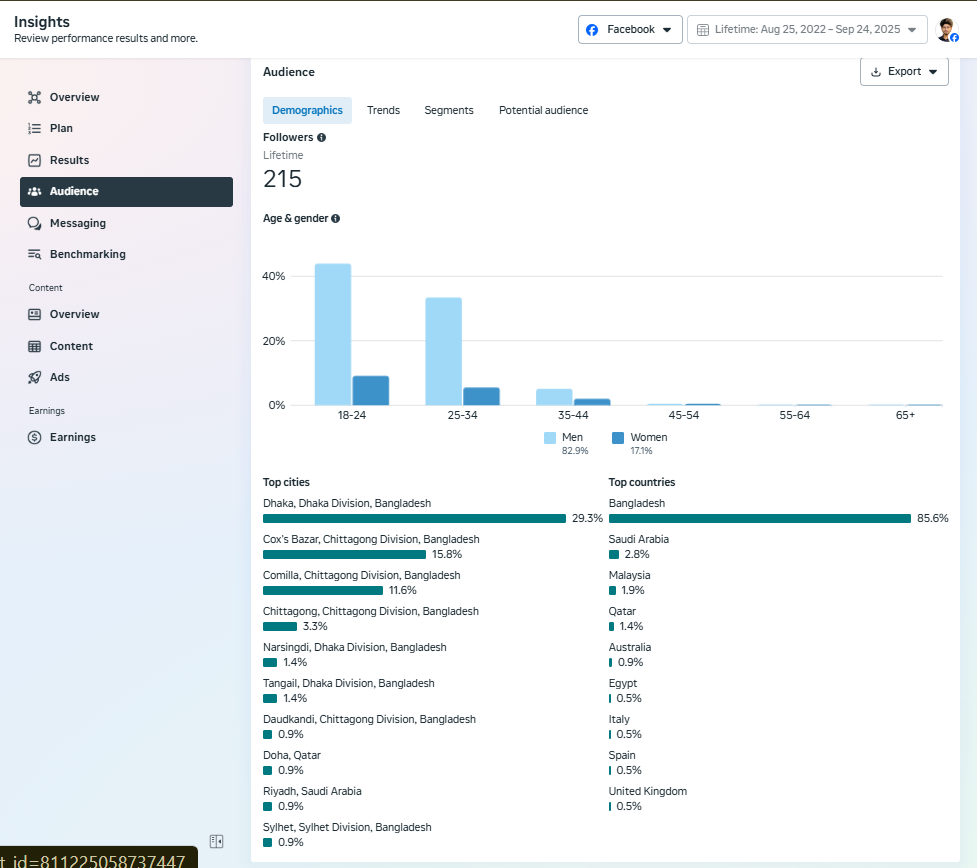 Insights
Review performance results and more.
Facebook
Lifetime: Aug 25, 2022 – Sep 24, 2025
Overview
Plan
Results
Audience
Messaging
Benchmarking
Content
Overview
Content
Ads
Earnings
Earnings
Audience
Export
Demographics Trends Segments Potential audience
Followers
Lifetime
215
Age & gender
40%
20%
0%
18-24 25-34 35-44 45-54 55-64 65+
Men Women
82.9% 17.1%
Top cities
Dhaka, Dhaka Division, Bangladesh
29.3%
Cox's Bazar, Chittagong Division, Bangladesh
15.8%
Comilla, Chittagong Division, Bangladesh
11.6%
Chittagong, Chittagong Division, Bangladesh
3.3%
Narsingdi, Dhaka Division, Bangladesh
1.4%
Tangail, Dhaka Division, Bangladesh
1.4%
Daudkandi, Chittagong Division, Bangladesh
0.9%
Doha, Qatar
0.9%
Riyadh, Saudi Arabia
0.9%
Sylhet, Sylhet Division, Bangladesh
0.9%
Top countries
Bangladesh
85.6%
Saudi Arabia
2.8%
Malaysia
1.9%
Qatar
1.4%
Australia
0.9%
Egypt
0.5%
Italy
0.5%
Spain
0.5%
United Kingdom
0.5%
t_id=811225058737447